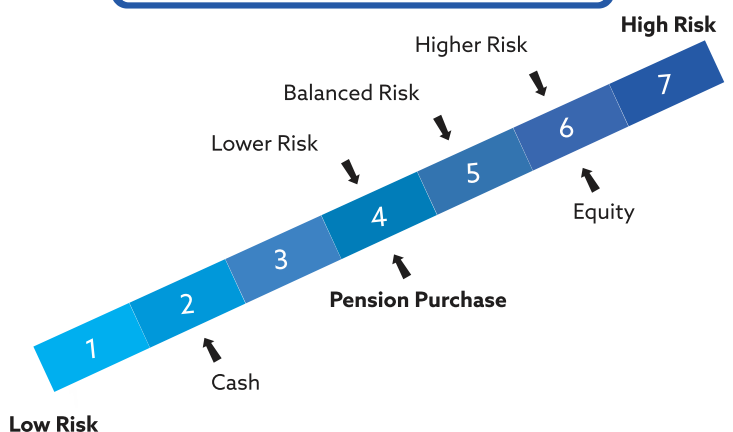 High Risk
Higher Risk
7
Balanced Risk
6
Lower Risk
5
Equity
4
3
Pension Purchase
2
1
Cash
Low Risk